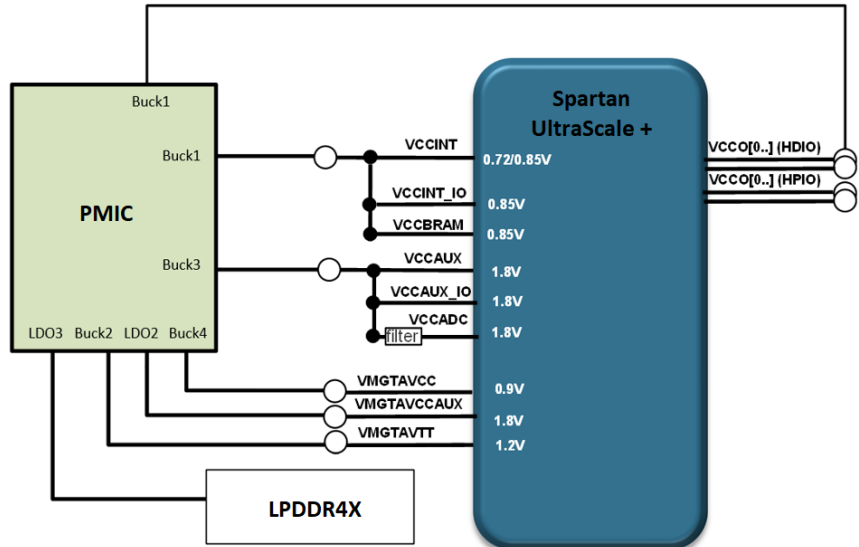 Buck1
Buck1
PMIC
Buck3
LDO3 Buck2 LDO2 Buck4
VCCINT
VCCINT_IO
VCCBRAM
VCCAUX
VCCAUX_IO
VCCADC
filter
VMGTAVCC
VMGTAVCCAUX
VMGTAVTT
Spartan
UltraScale +
0.72/0.85V
0.85V
0.85V
1.8V
1.8V
1.8V
0.9V
1.8V
1.2V
VCCO[0..] (HDIO)
VCCO[0..] (HPIO)
LPDDR4X